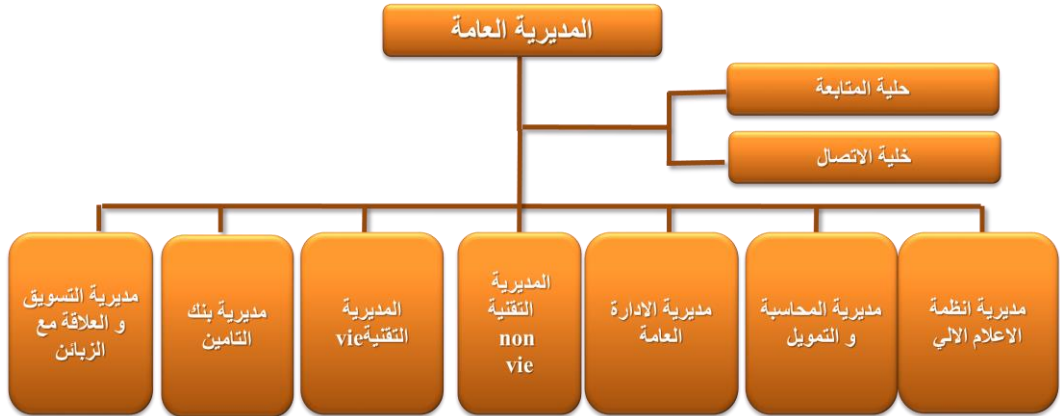 المديرية العامة
حلية المتابعة
خلية الاتصال
مديرية انظمة
الاعلام الالي
مديرية المحاسبة
و التمويل
مديرية الادارة
العامة
المديرية
التقنية
non
vie
المديرية
التقنيةvie
مديرية بنك
التامين
مديرية التسويق
و العلاقة مع
الزبائن